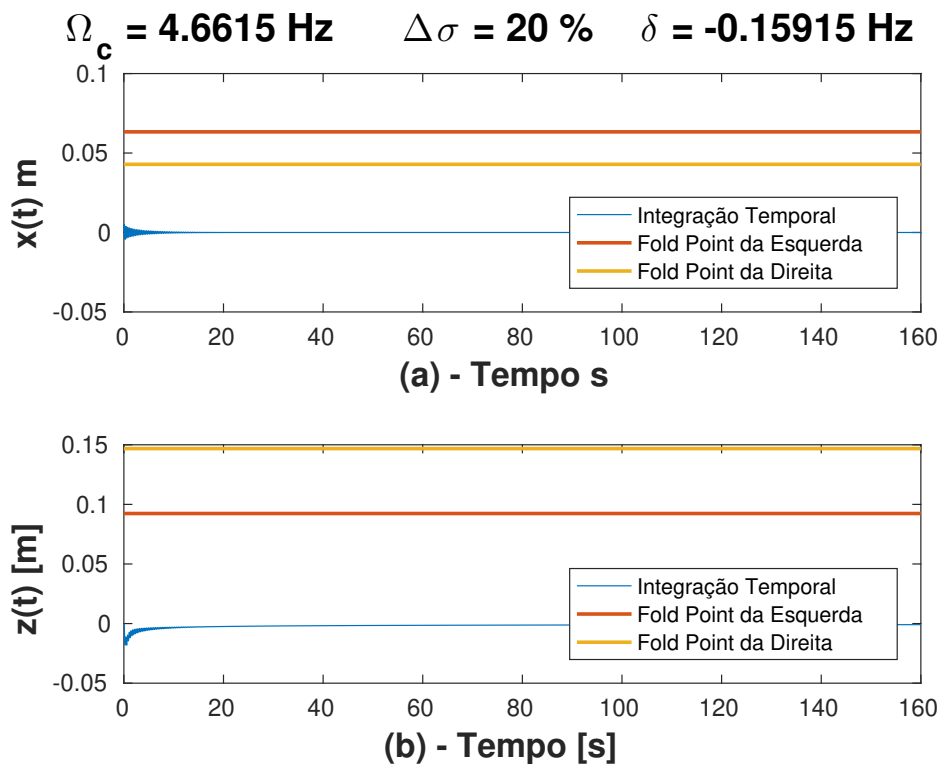 Ωc = 4.6615 Hz Δσ = 20 % δ = -0.15915 Hz
0.1
0.05
0
-0.05
x(t) m
Integração Temporal
Fold Point da Esquerda
Fold Point da Direita
0 20 40 60 80 100 120 140 160
(a) - Tempo s
0.15
0.1
0.05
0
-0.05
z(t) [m]
Integração Temporal
Fold Point da Esquerda
Fold Point da Direita
0 20 40 60 80 100 120 140 160
(b) - Tempo [s]